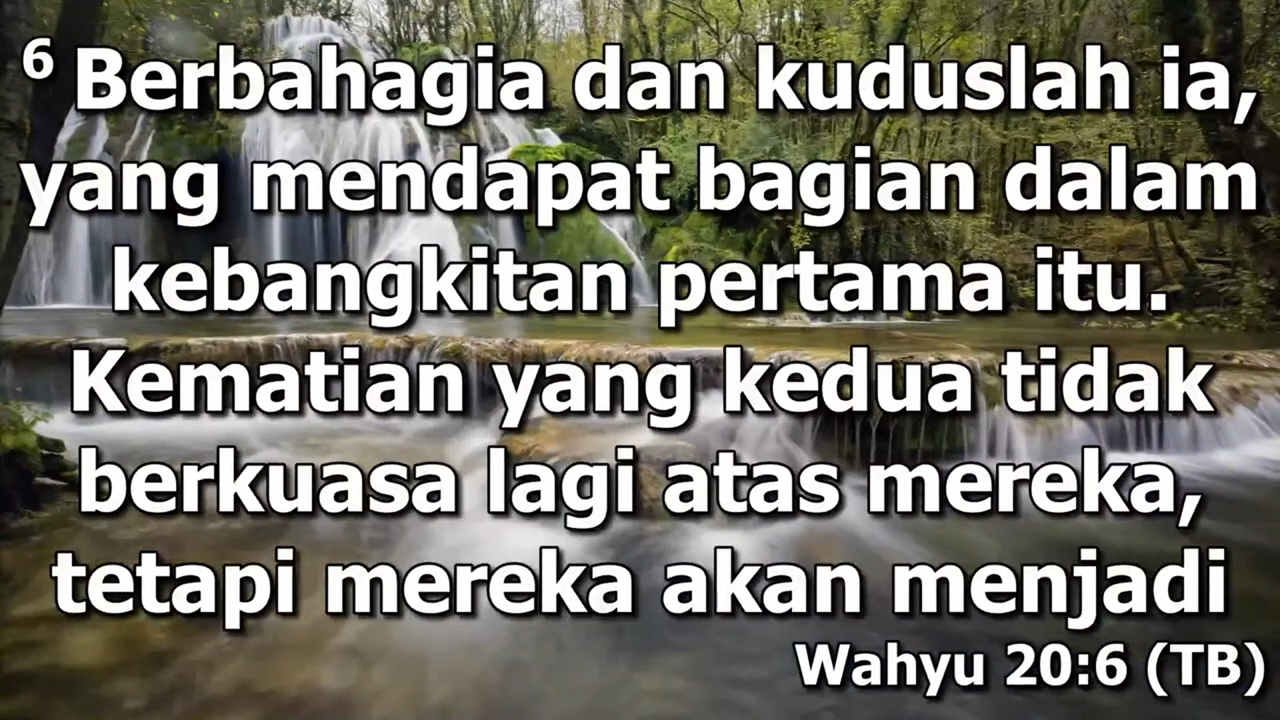 6 Berbahagia dan kuduslah ia,
yang mendapat bagian dalam
kebangkitan pertama itu.
Kematian yang kedua tidak
berkuasa lagi atas mereka,
tetapi mereka akan menjadi
Wahyu 20:6 (TB)